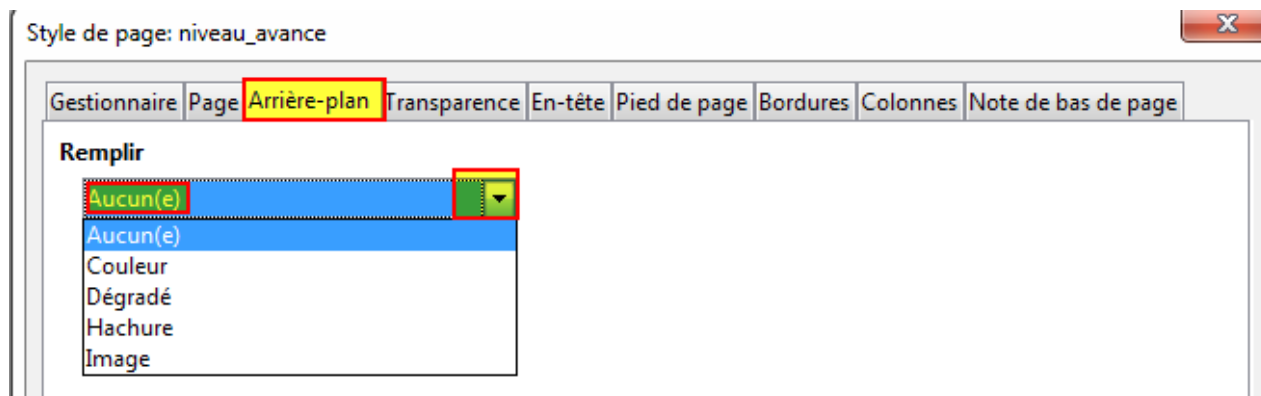 Style de page: niveau_avance
Gestionnaire Page Arrière-plan Transparence En-tête Pied de page Bordures Colonnes Note de bas de page
Remplir
Aucun(e)
Aucun(e)
Couleur
Dégradé
Hachure
Image